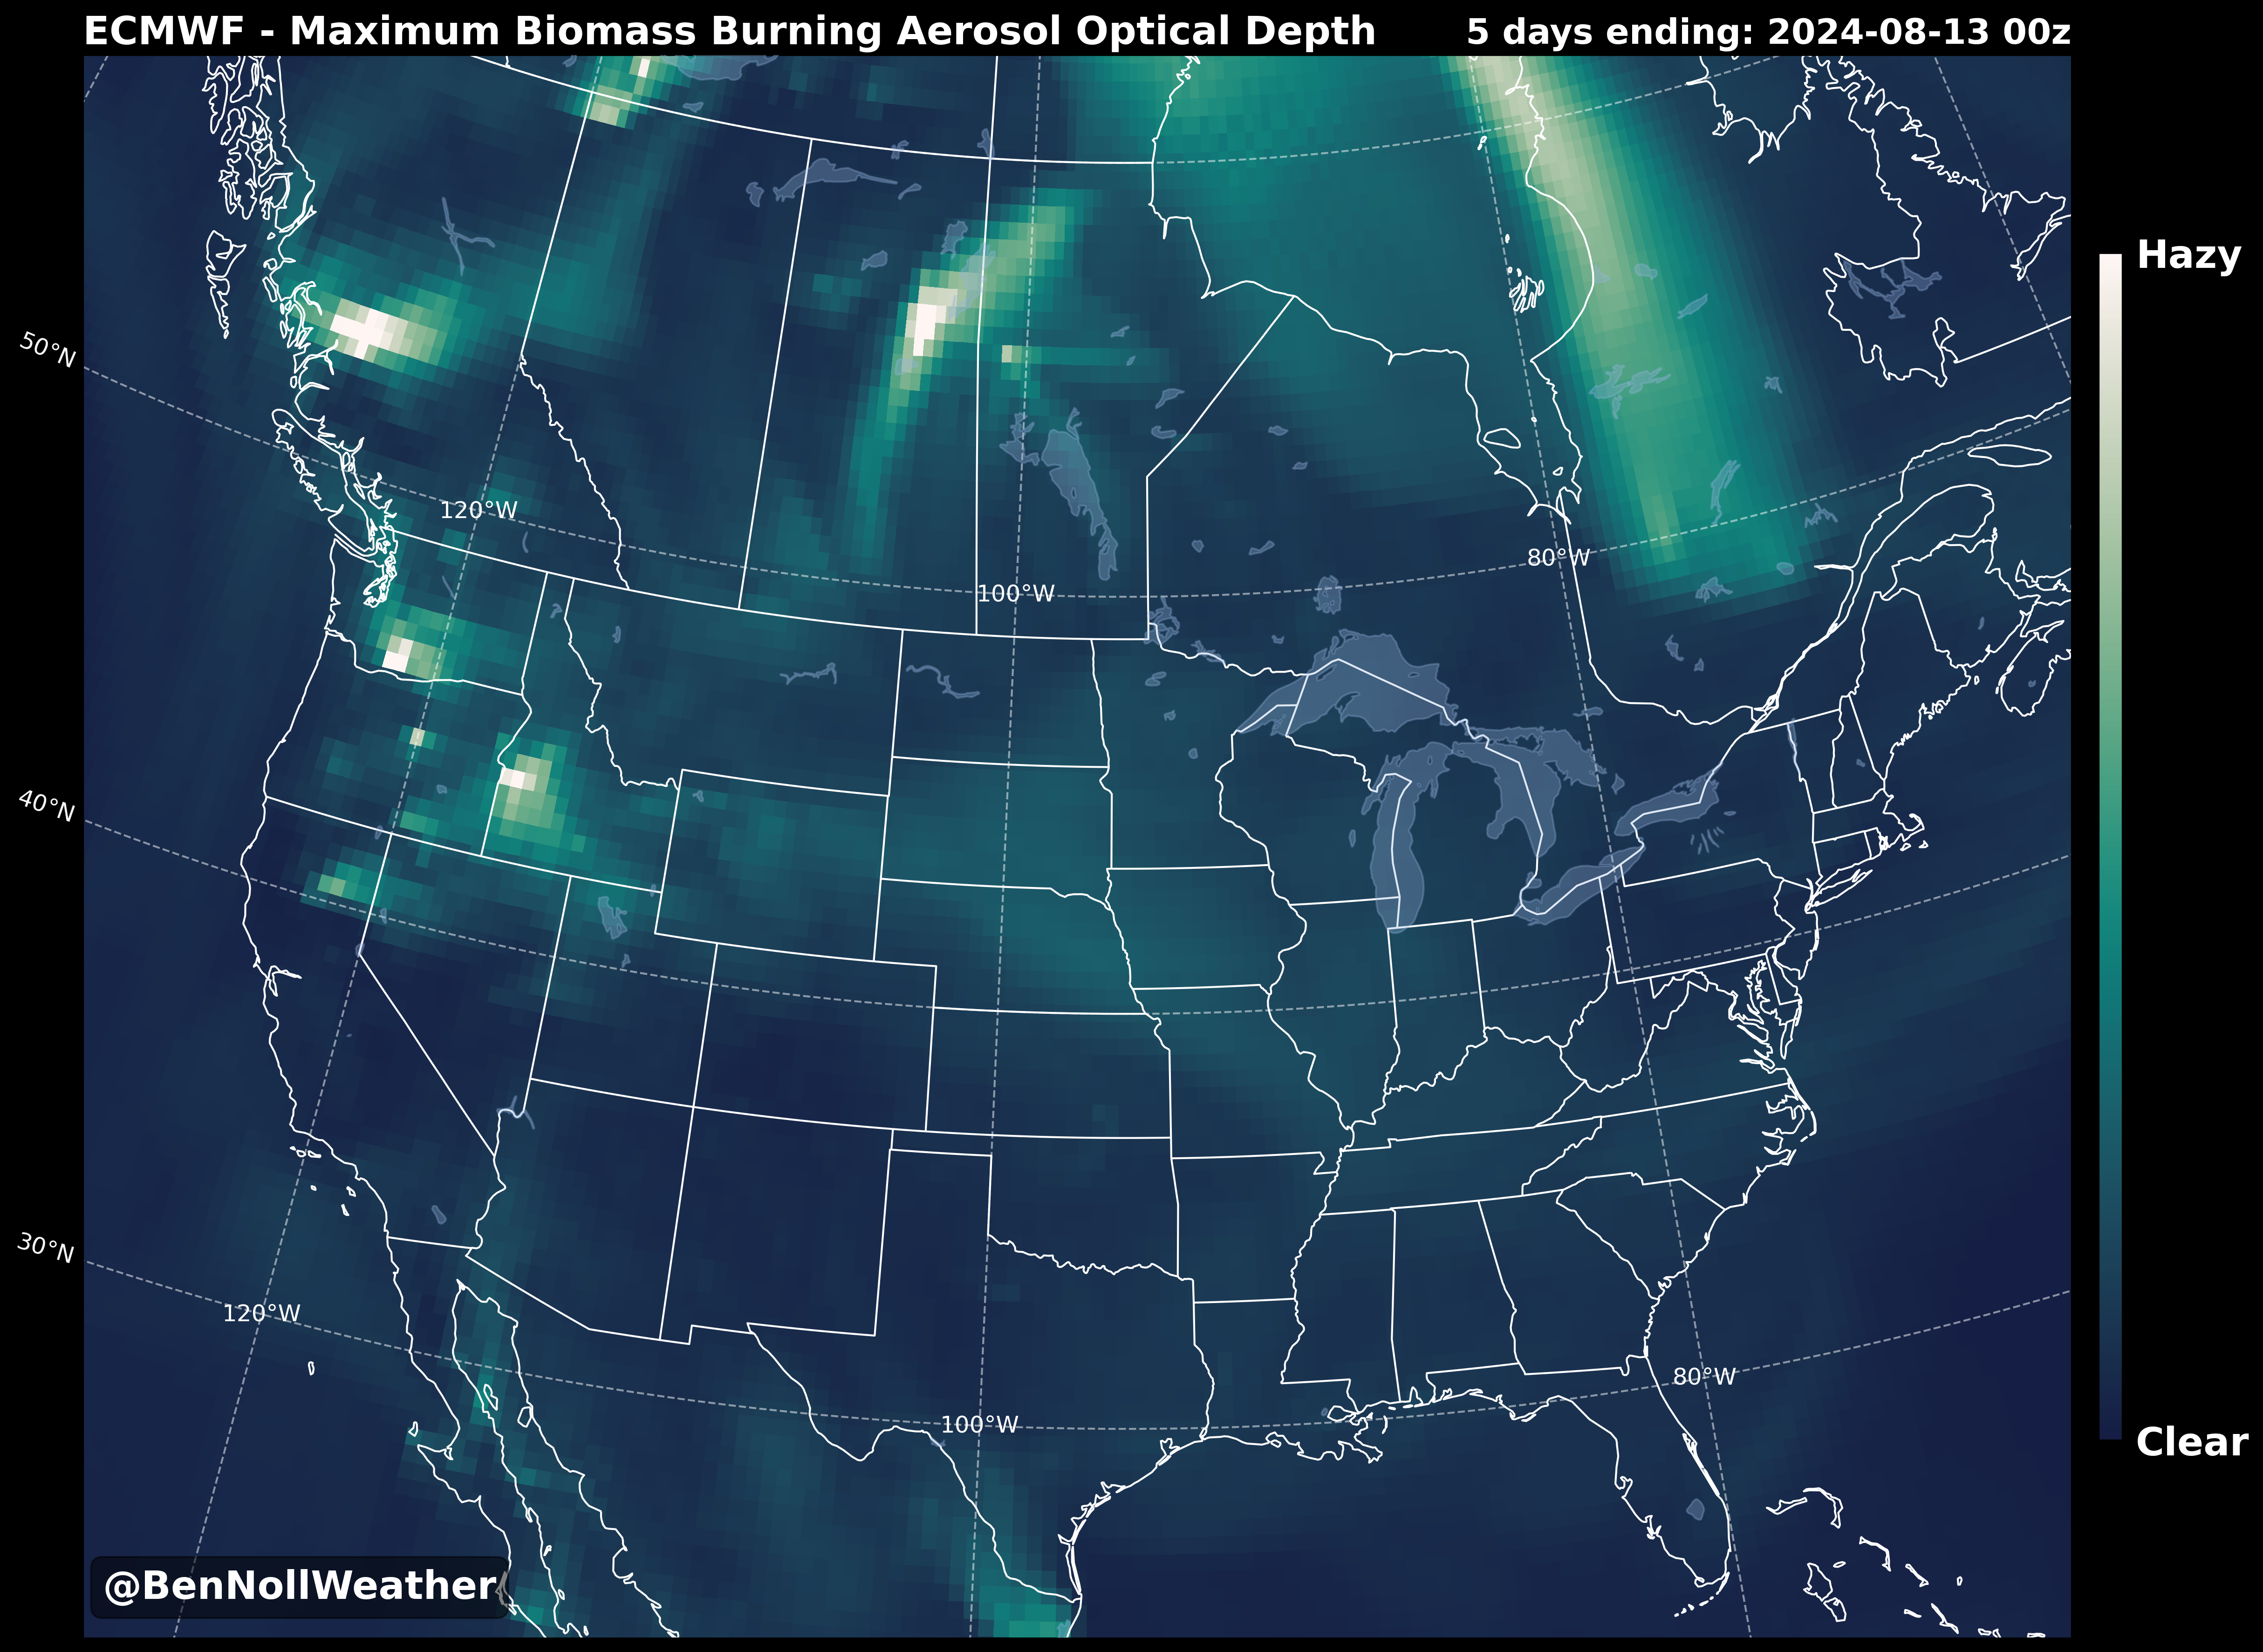 ECMWF - Maximum Biomass Burning Aerosol Optical Depth
5 days ending: 2024-08-13 00z
Hazy
50°N
120°W
80°W
100°W
40°N
30°N
120°W
80°W
100°W
Clear
@BenNollWeather